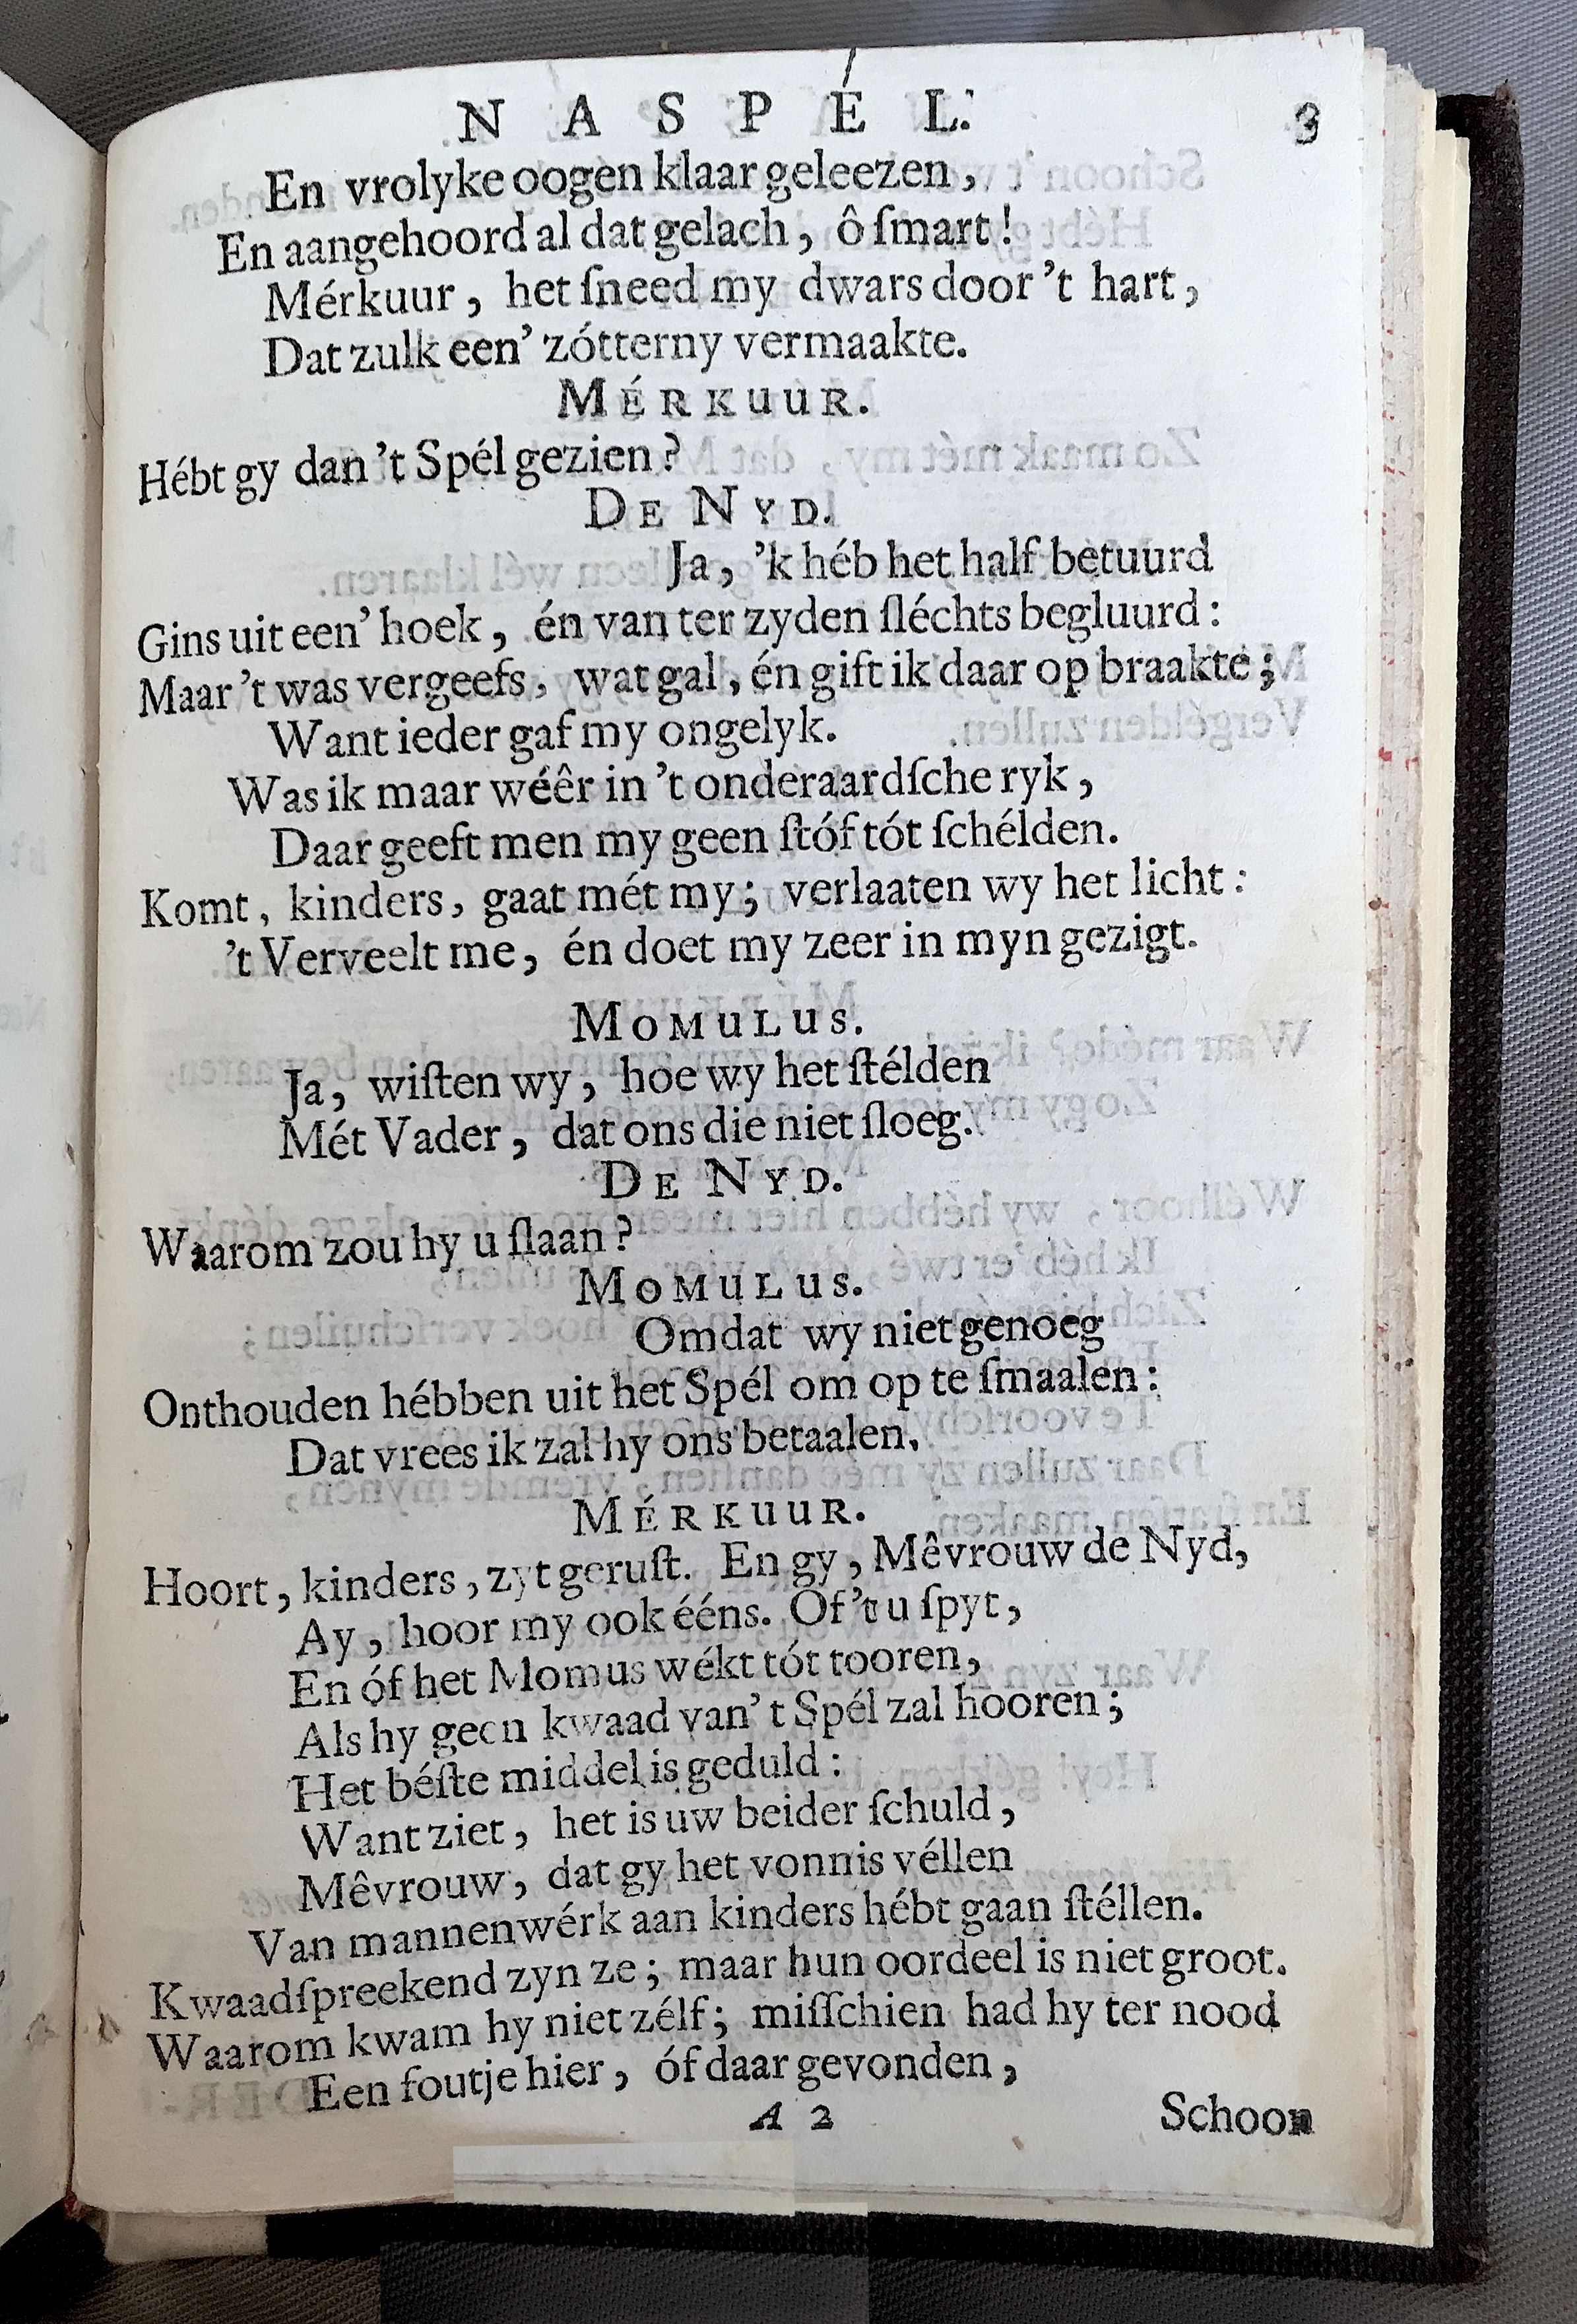 NASPÉL. 3
En vrolyke oogen klaar geleezen,
En aangehoord al dat gelach, ô ſmart!
Mérkuur, het ſneed my dwars door 't hart,
Dat zulk een' zótterny vermaakte.
MÉRKUUR.
Hébt gy dan 't Spél gezien?
DE NYD.
Ja, 'k héb het half betuurd
Gins uit een' hoek, én van ter zyden ſléchts begluurd:
Maar 't was vergeefs, wat gal, én gift ik daar op braakte;
Want ieder gaf my ongelyk.
Was ik maar wéêr in 't onderaardſche ryk,
Daar geeft men my geen ſtóf tót ſchélden.
Komt, kinders, gaat mét my; verlaaten wy het licht:
't Verveelt me, én doet my zeer in myn gezigt.
MOMULUS.
Ja, wiſten wy, hoe wy het ſtélden
Mét Vader, dat ons die niet ſloeg.
DE NYD.
Waarom zou hy u ſlaan?
MOMULUS.
Omdat wy niet genoeg
Onthouden hébben uit het Spél om op te ſmaalen:
Dat vrees ik zal hy ons betaalen.
MÉRKUUR.
Hoort, kinders, zyt geruſt. En gy, Mêvrouw de Nyd,
Ay, hoor my ook ééns. Of 't u ſpyt,
En óf het Momus wékt tót tooren,
Als hy geen kwaad van 't Spél zal hooren;
Het béſte middel is geduld:
Want ziet, het is uw beider ſchuld,
Mêvrouw, dat gy het vonnis véllen
Van mannenwérk aan kinders hébt gaan ſtéllen.
Kwaadſpreekend zyn ze; maar hun oordeel is niet groot.
Waarom kwam hy niet zélf; miſſchien had hy ter nood
Een foutje hier, óf daar gevonden,
A 2 Schoon